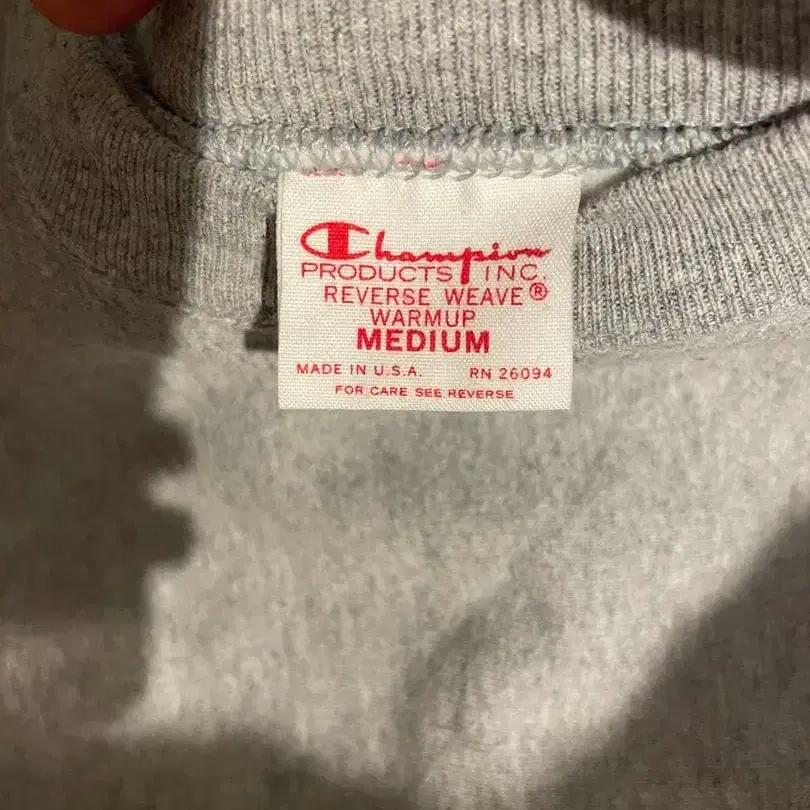 Champion
PRODUCTS INC.
REVERSE WEAVE®
WARMUP
MEDIUM
MADE IN U.S.A. RN 26094
FOR CARE SEE REVERSE